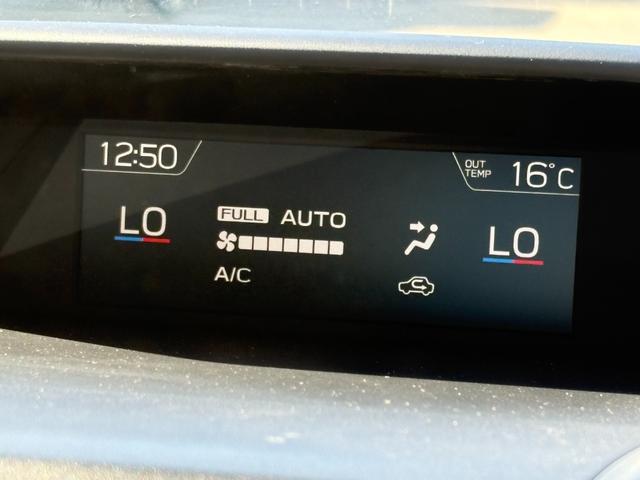 12:50
OUT TEMP 16°C
LO
FULL AUTO
LO
A/C